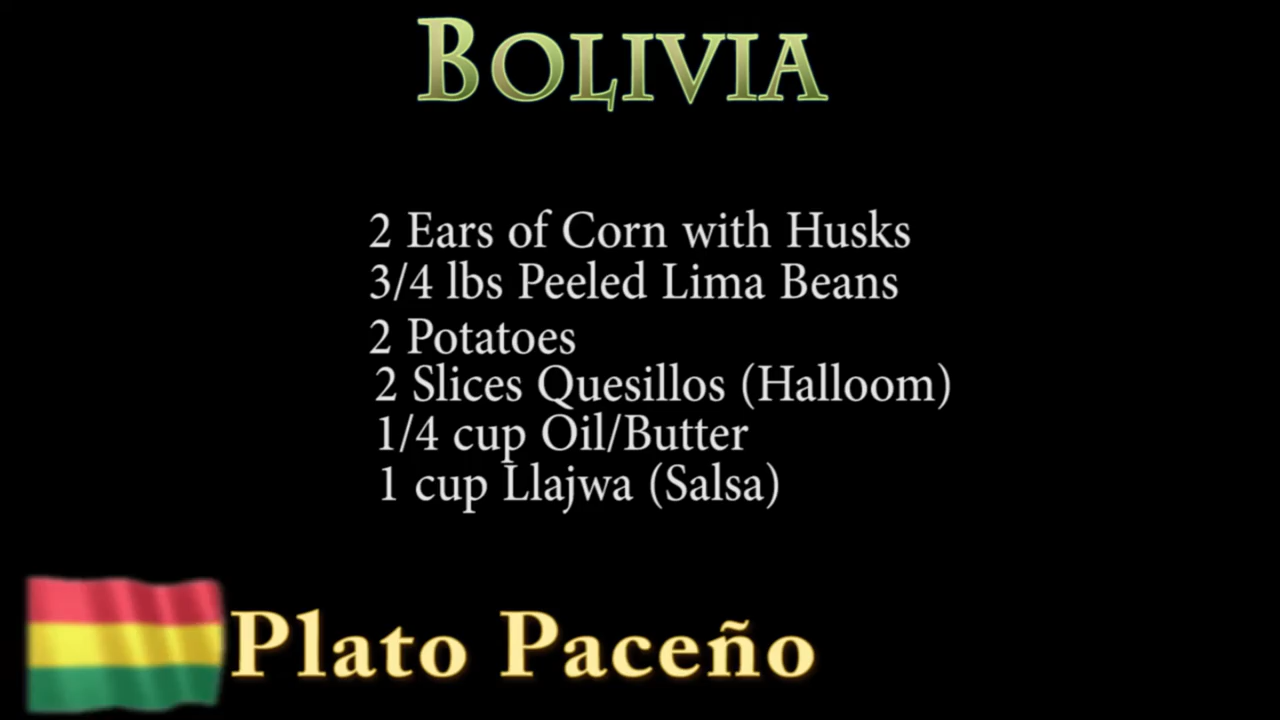 BOLIVIA
2 Ears of Corn with Husks
3/4 lbs Peeled Lima Beans
2 Potatoes
2 Slices Quesillos (Halloom)
1/4 cup Oil/Butter
1 cup Llajwa (Salsa)
Plato Paceño